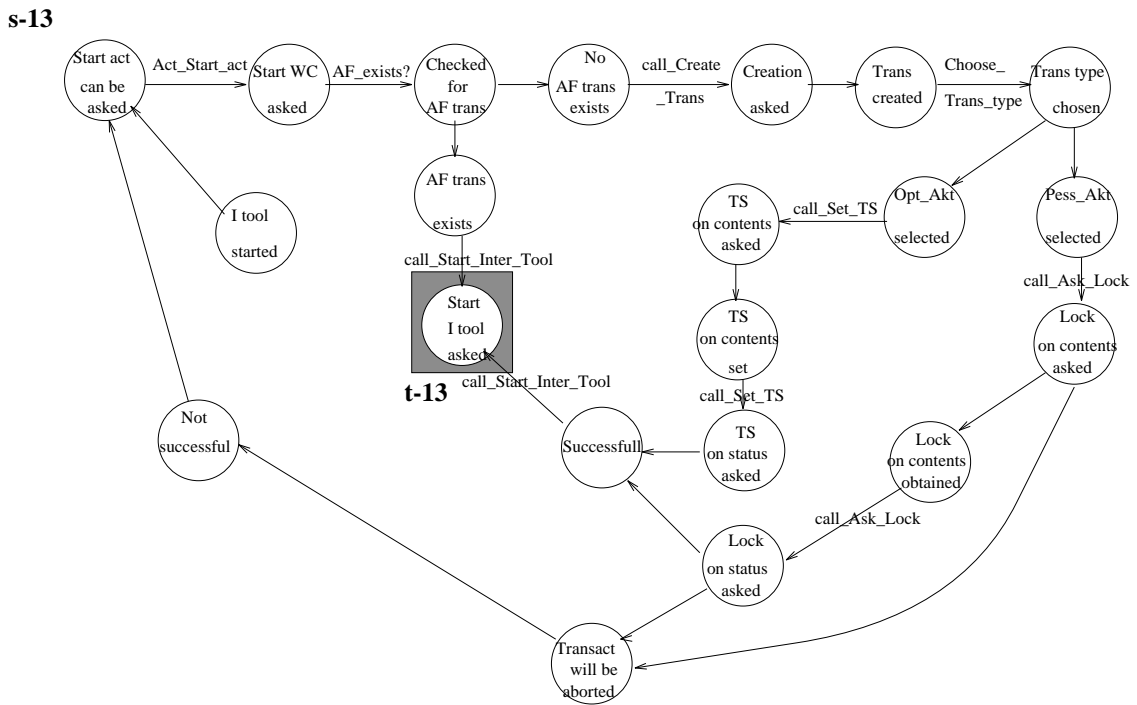 s-13
Start act
can be
asked
Act_Start_act
Start WC
asked
AF_exists?
Checked
for
AF trans
No
AF trans
exists
call_Create
_Trans
Creation
asked
Trans
created
Choose_
Trans_type
Trans type
chosen
I tool
started
AF trans
exists
call_Start_Inter_Tool
TS
on contents
asked
call_Set_TS
Opt_Akt
selected
Pess_Akt
selected
call_Ask_Lock
Start
I tool
asked
t-13
call_Start_Inter_Tool
TS
on contents
set
call_Set_TS
Lock
on contents
asked
Not
successful
Successfull
TS
on status
asked
Lock
on contents
obtained
call_Ask_Lock
Lock
on status
asked
Transact
will be
aborted